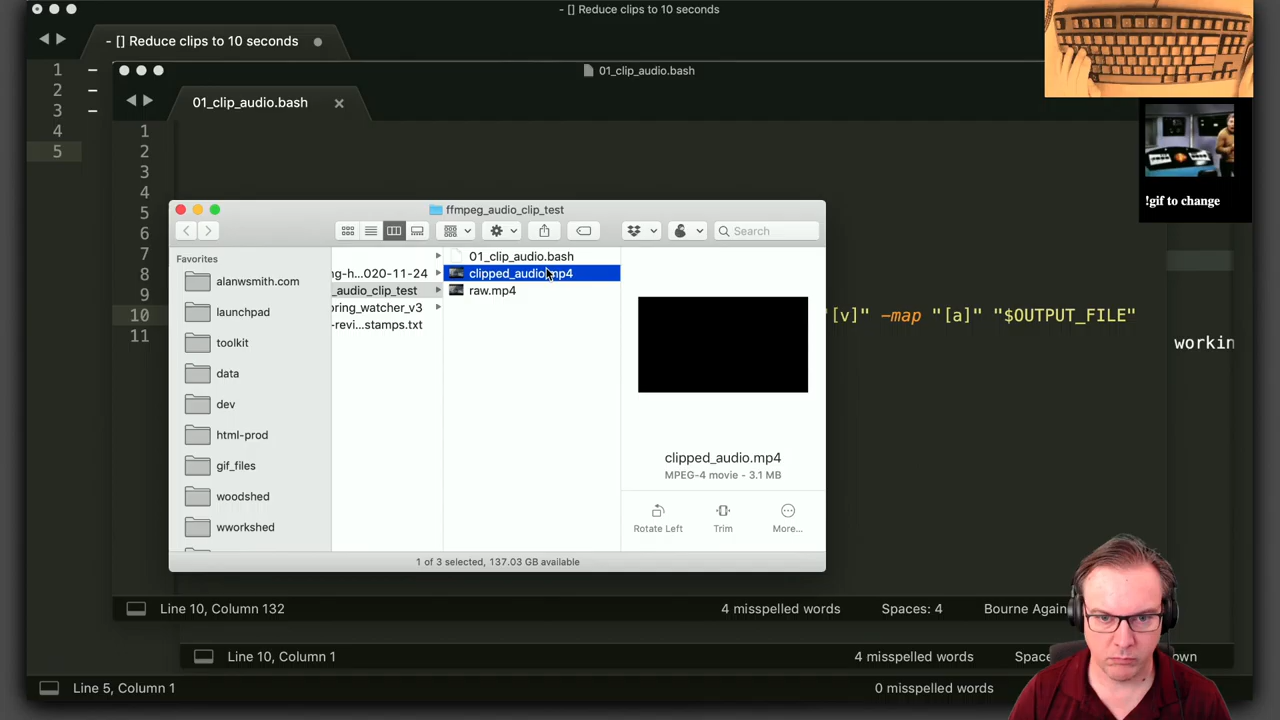 - [] Reduce clips to 10 seconds
- [] Reduce clips to 10 seconds
01_clip_audio.bash
01_clip_audio.bash
!gif to change
1 -
2 -
3 -
4
5
1
2
3
4
5
6
7
8
9
10
11
"[v]" -map "[a]" "$OUTPUT_FILE"
workin
ffmpeg_audio_clip_test
Search
Favorites
alanwsmith.com
launchpad
toolkit
data
dev
html-prod
gif_files
woodshed
wworkshed
ng-h...020-11-24
_audio_clip_test
oring_watcher_v3
-revi...stamps.txt
01_clip_audio.bash
clipped_audio.mp4
raw.mp4
clipped_audio.mp4
MPEG-4 movie - 3.1 MB
Rotate Left
Trim
More...
1 of 3 selected, 137.03 GB available
Line 10, Column 132
4 misspelled words
Spaces: 4
Bourne Again
Line 10, Column 1
4 misspelled words
Space
own
Line 5, Column 1
0 misspelled words